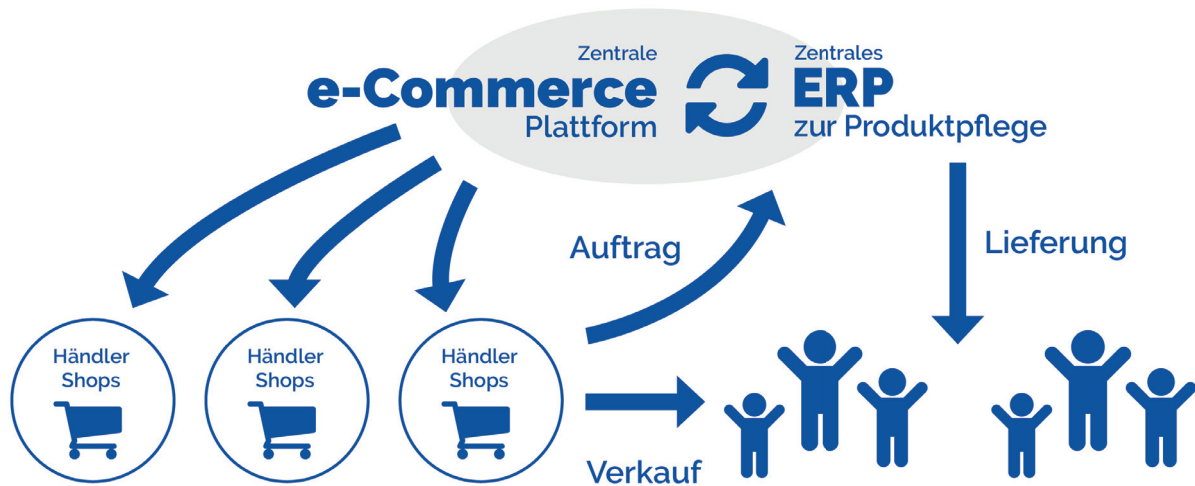 Zentrale
e-Commerce
Plattform
Zentrales
ERP
zur Produktpflege
Auftrag
Lieferung
Händler
Shops
Händler
Shops
Händler
Shops
Verkauf